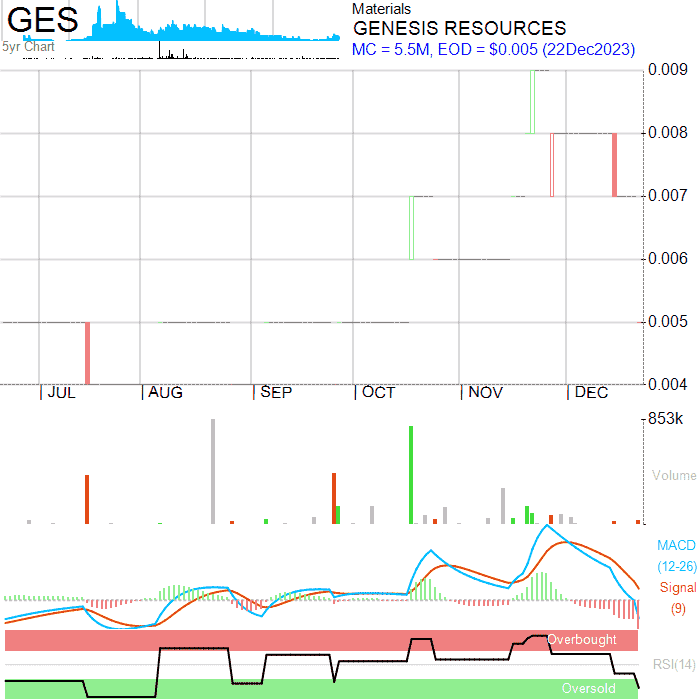 GES
5yr Chart
Materials
GENESIS RESOURCES
MC = 5.5M, EOD = $0.005 (22Dec2023)
0.009
0.008
0.007
0.006
0.005
0.004
JUL AUG SEP OCT NOV DEC
853k
Volume
MACD
(12-26)
Signal
(9)
Overbought
RSI(14)
Oversold